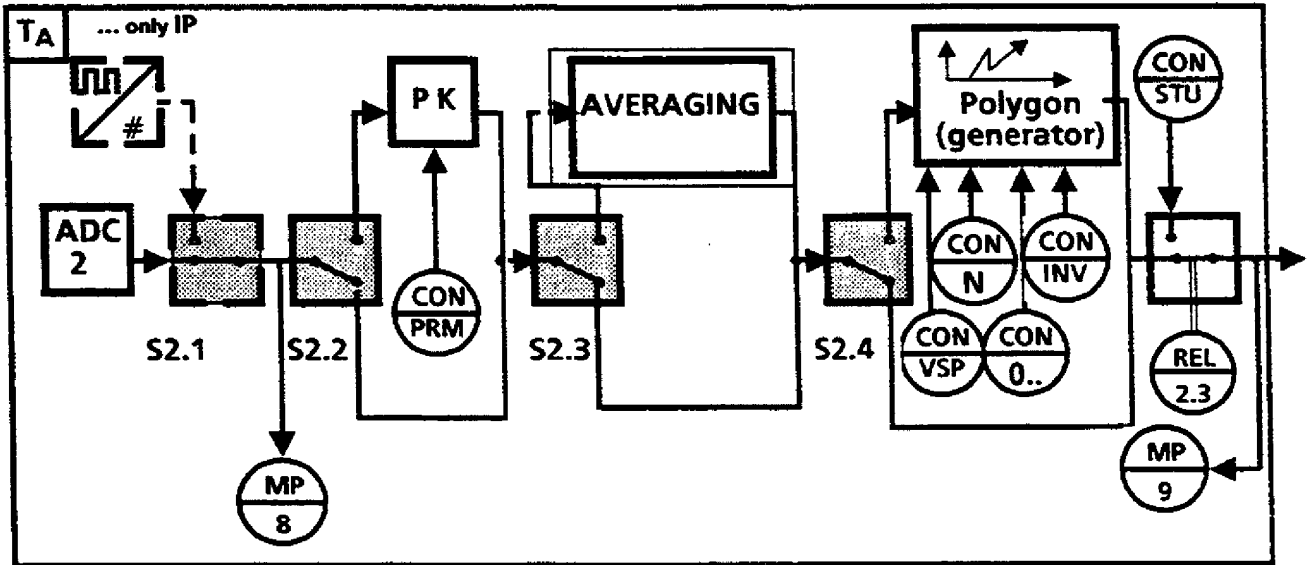 TA
... only IP
#
P K
AVERAGING
Polygon
(generator)
CON
STU
ADC
2
CON
PRM
CON
N
CON
INV
S2.1
S2.2
S2.3
S2.4
CON
VSP
CON
0..
REL
2.3
MP
8
MP
9